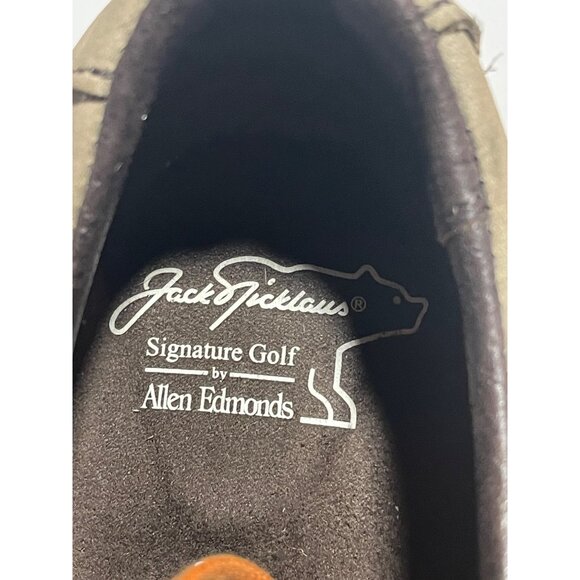 Jack Nicklaus®
Signature Golf
by
Allen Edmonds